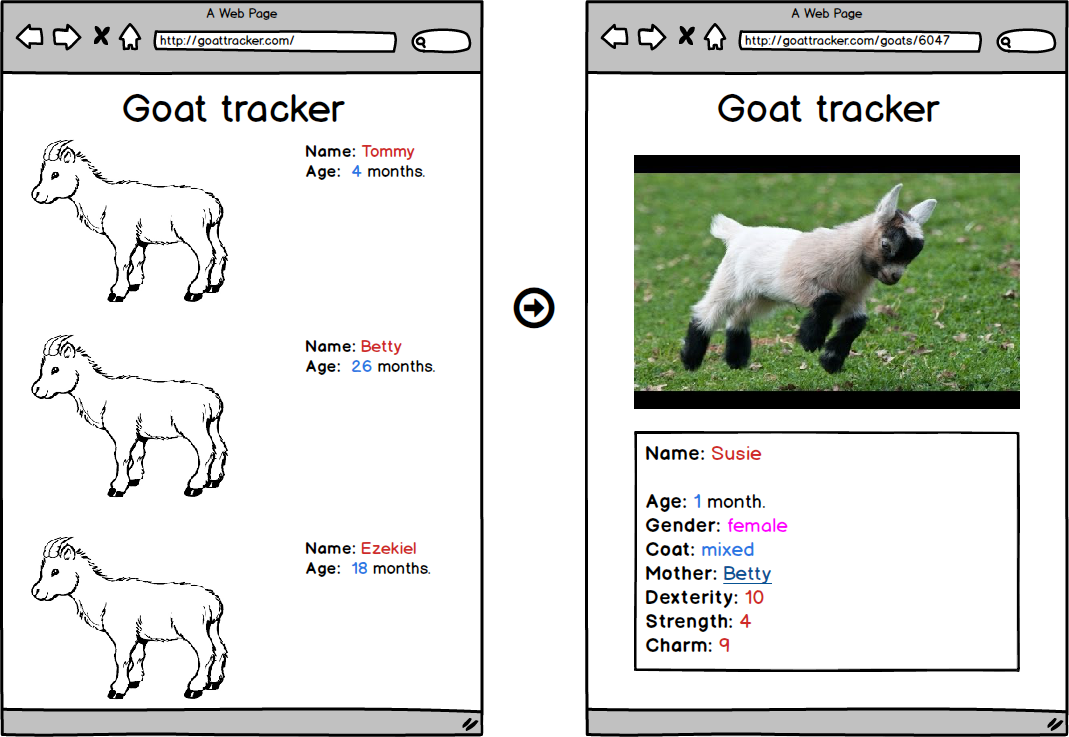 A Web Page
http://goattracker.com/
Goat tracker
Name: Tommy
Age: 4 months.
Name: Betty
Age: 26 months.
Name: Ezekiel
Age: 18 months.
A Web Page
http://goattracker.com/goats/6047
Goat tracker
Name: Susie
Age: 1 month.
Gender: female
Coat: mixed
Mother: Betty
Dexterity: 10
Strength: 4
Charm: 9